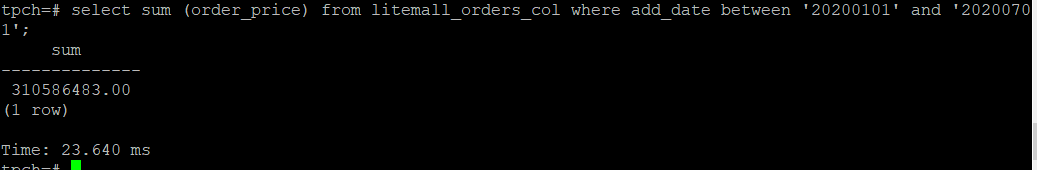 tpch=# select sum (order_price) from litemall_orders_col where add_date between '20200101' and '2020070
1';
     sum
--------------
 310586483.00
(1 row)

Time: 23.640 ms
tpch=#